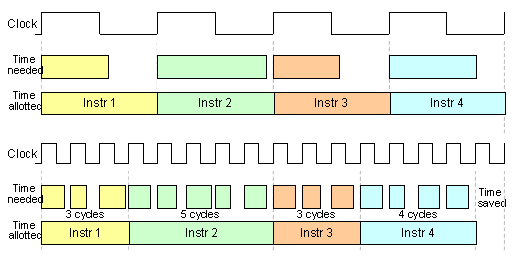 Clock
Time
needed
Time
allotted
Instr 1
Instr 2
Instr 3
Instr 4
Clock
Time
needed
3 cycles
5 cycles
3 cycles
4 cycles
Time
saved
Time
allotted
Instr 1
Instr 2
Instr 3
Instr 4